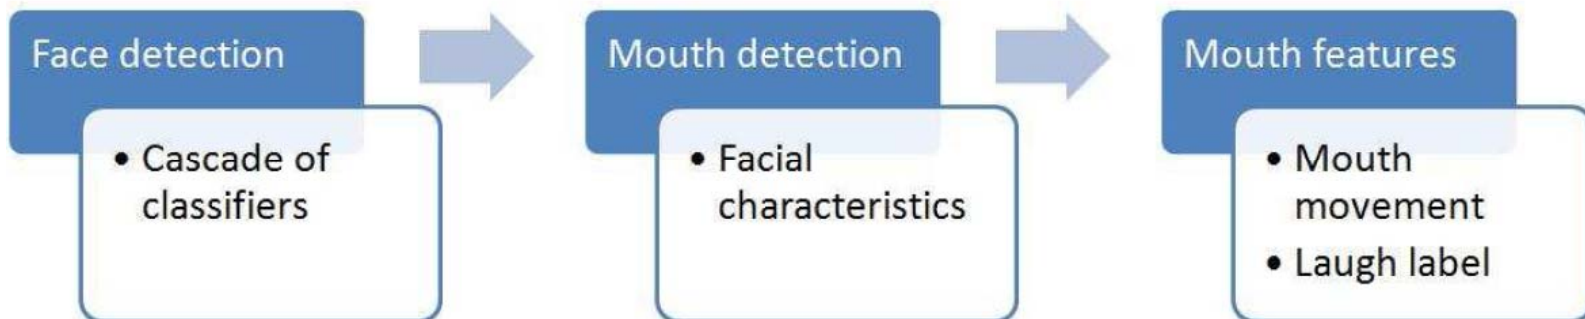 Face detection
• Cascade of
classifiers
Mouth detection
• Facial
characteristics
Mouth features
• Mouth
movement
• Laugh label